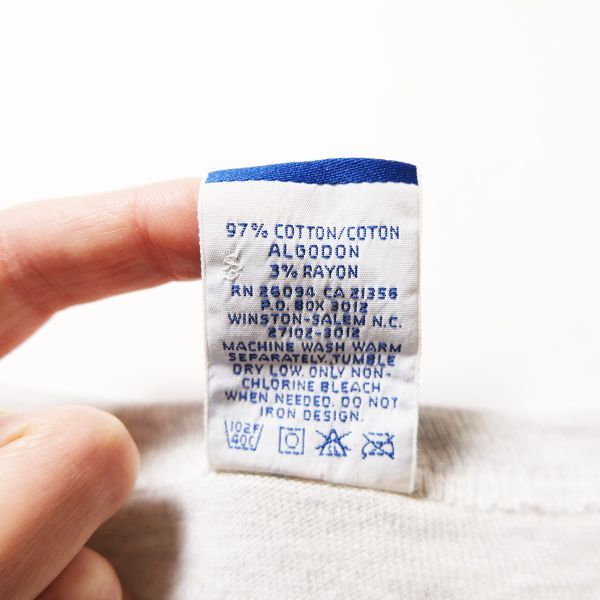 97% COTTON/COTON
ALGODON
3% RAYON
RN 26094 CA 21356
P.O. BOX 3012
WINSTON-SALEM N.C.
27102-3012
MACHINE WASH WARM
SEPARATELY. TUMBLE
DRY LOW. ONLY NON-
CHLORINE BLEACH
WHEN NEEDED. DO NOT
IRON DESIGN.
102F
40C